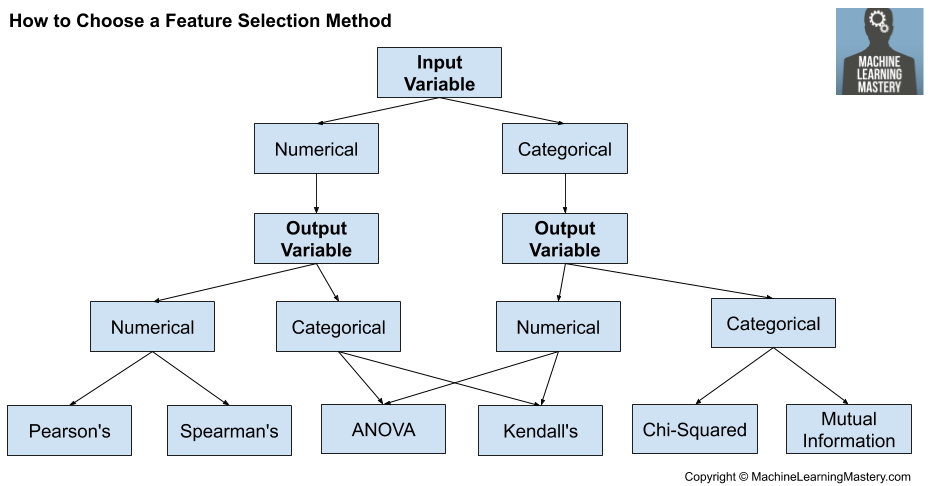 How to Choose a Feature Selection Method
MACHINE
LEARNING
MASTERY
Input
Variable
Numerical
Categorical
Output
Variable
Output
Variable
Numerical
Categorical
Numerical
Categorical
Pearson's
Spearman's
ANOVA
Kendall's
Chi-Squared
Mutual
Information
Copyright © MachineLearningMastery.com